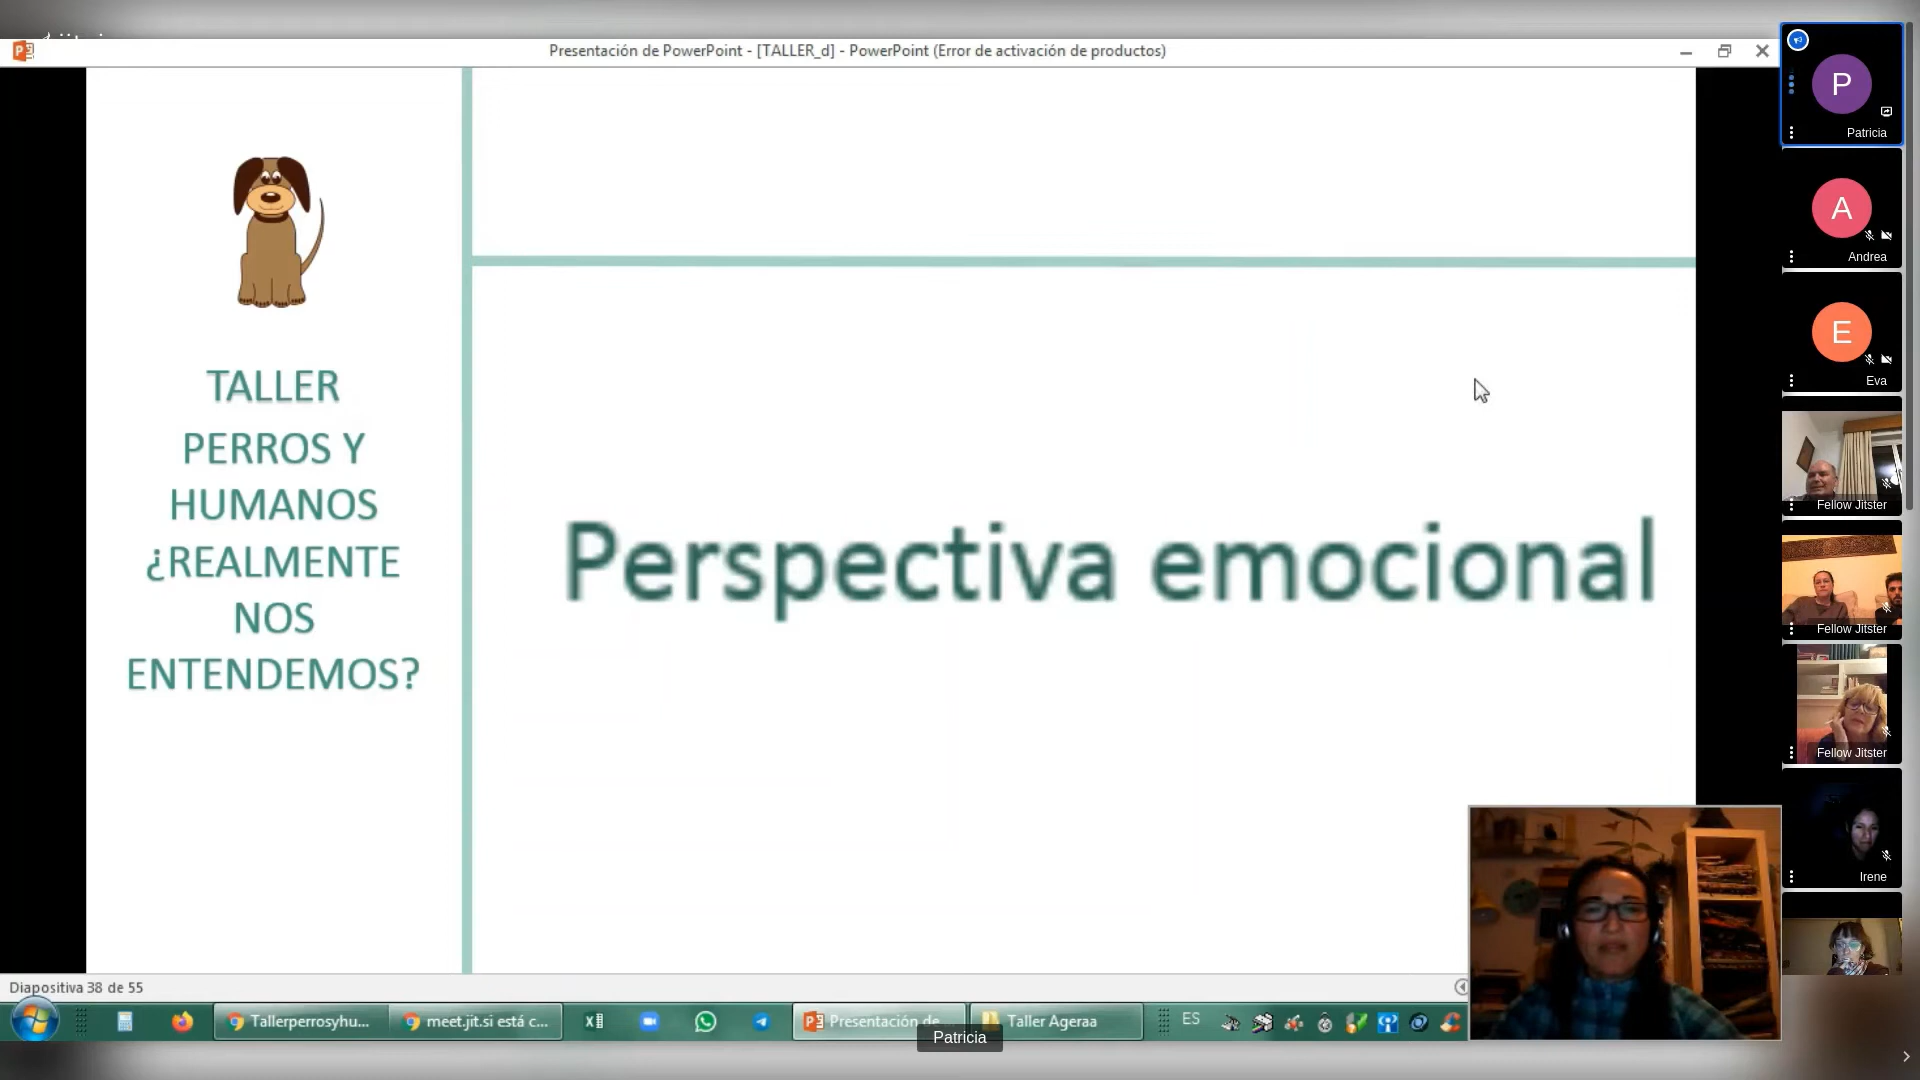 Presentación de PowerPoint - [TALLER_d] - PowerPoint (Error de activación de productos)
TALLER
PERROS Y
HUMANOS
¿REALMENTE
NOS
ENTENDEMOS?
Perspectiva emocional
P
Patricia
A
Andrea
E
Eva
Fellow Jitster
Fellow Jitster
Fellow Jitster
Irene
Diapositiva 38 de 55
Tallerperrosyhu...
meet.jit.si está c...
Presentación de
Taller Ageraa
ES
Patricia